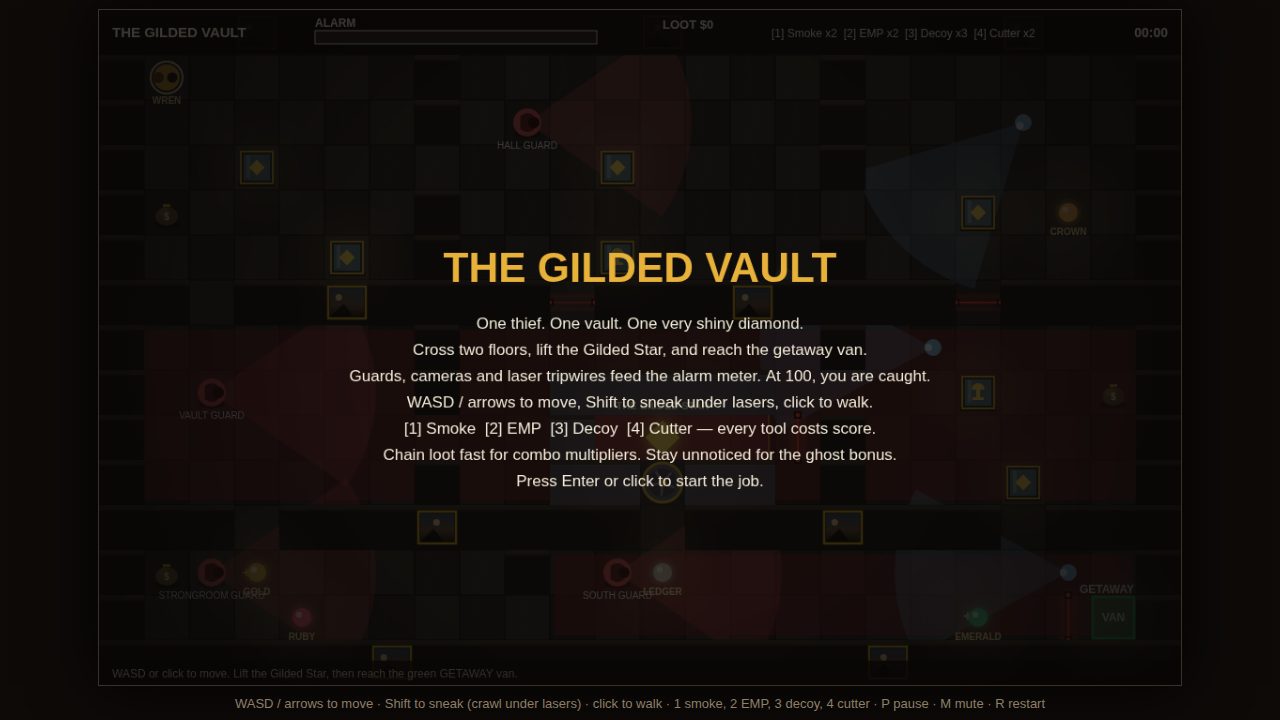 THE GILDED VAULT
ALARM
LOOT $0
[1] Smoke x2 [2] EMP x2 [3] Decoy x3 [4] Cutter x2
00:00
WREN
HALL GUARD
$
CROWN
THE GILDED VAULT
One thief. One vault. One very shiny diamond.
Cross two floors, lift the Gilded Star, and reach the getaway van.
Guards, cameras and laser tripwires feed the alarm meter. At 100, you are caught.
WASD / arrows to move, Shift to sneak under lasers, click to walk.
[1] Smoke [2] EMP [3] Decoy [4] Cutter — every tool costs score.
Chain loot fast for combo multipliers. Stay unnoticed for the ghost bonus.
Press Enter or click to start the job.
VAULT GUARD
$
$
STRONGROOM GUARD
GOLD
SOUTH GUARD
LEDGER
GETAWAY
VAN
RUBY
EMERALD
WASD or click to move. Lift the Gilded Star, then reach the green GETAWAY van.
WASD / arrows to move · Shift to sneak (crawl under lasers) · click to walk · 1 smoke, 2 EMP, 3 decoy, 4 cutter · P pause · M mute · R restart